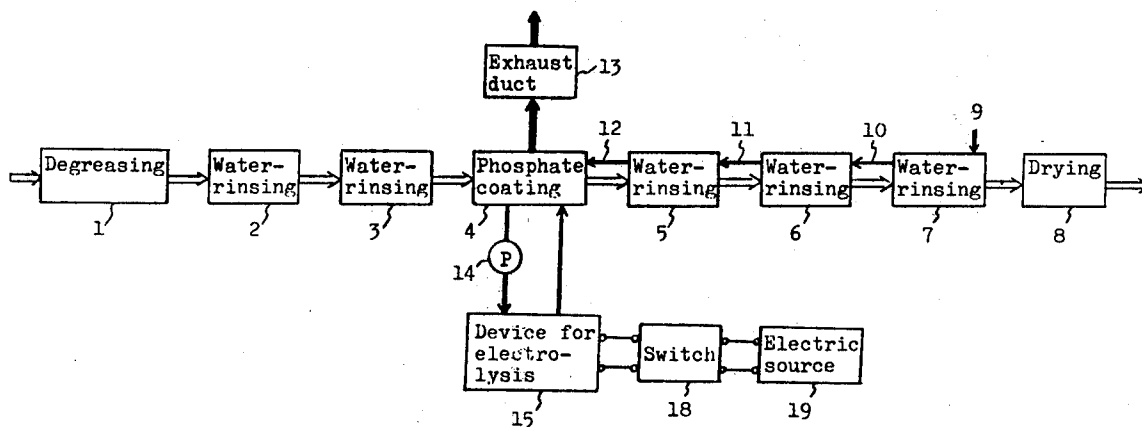 Exhaust
duct
13
9
12
11
10
Degreasing
Water-
rinsing
Water-
rinsing
Phosphate
coating
Water-
rinsing
Water-
rinsing
Water-
rinsing
Drying
1
2
3
4
5
6
7
8
14
P
Device for
electro-
lysis
Switch
Electric
source
15
18
19